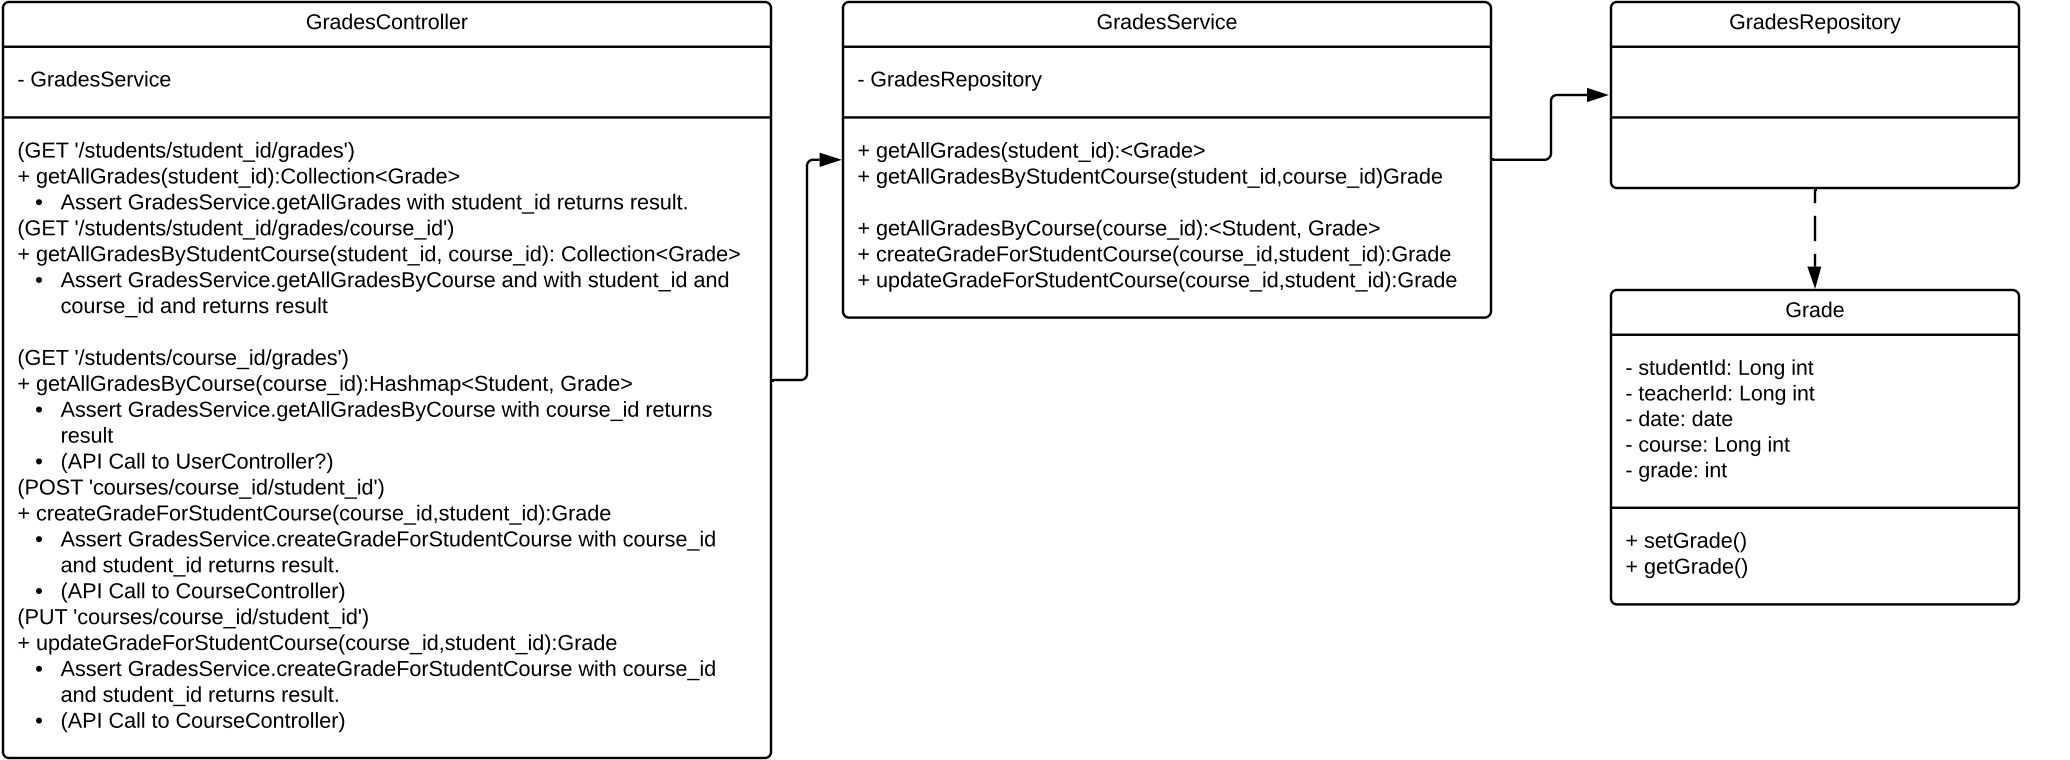 GradesController
- GradesService
(GET '/students/student_id/grades')
+ getAllGrades(student_id):Collection<Grade>
• Assert GradesService.getAllGrades with student_id returns result.
(GET '/students/student_id/grades/course_id')
+ getAllGradesByStudentCourse(student_id, course_id): Collection<Grade>
• Assert GradesService.getAllGradesByCourse and with student_id and
course_id and returns result
(GET '/students/course_id/grades')
+ getAllGradesByCourse(course_id):Hashmap<Student, Grade>
• Assert GradesService.getAllGradesByCourse with course_id returns
result
• (API Call to UserController?)
(POST 'courses/course_id/student_id')
+ createGradeForStudentCourse(course_id,student_id):Grade
• Assert GradesService.createGradeForStudentCourse with course_id
and student_id returns result.
• (API Call to CourseController)
(PUT 'courses/course_id/student_id')
+ updateGradeForStudentCourse(course_id,student_id):Grade
• Assert GradesService.createGradeForStudentCourse with course_id
and student_id returns result.
• (API Call to CourseController)
GradesService
- GradesRepository
+ getAllGrades(student_id):<Grade>
+ getAllGradesByStudentCourse(student_id,course_id)Grade
+ getAllGradesByCourse(course_id):<Student, Grade>
+ createGradeForStudentCourse(course_id,student_id):Grade
+ updateGradeForStudentCourse(course_id,student_id):Grade
GradesRepository
Grade
- studentId: Long int
- teacherId: Long int
- date: date
- course: Long int
- grade: int
+ setGrade()
+ getGrade()